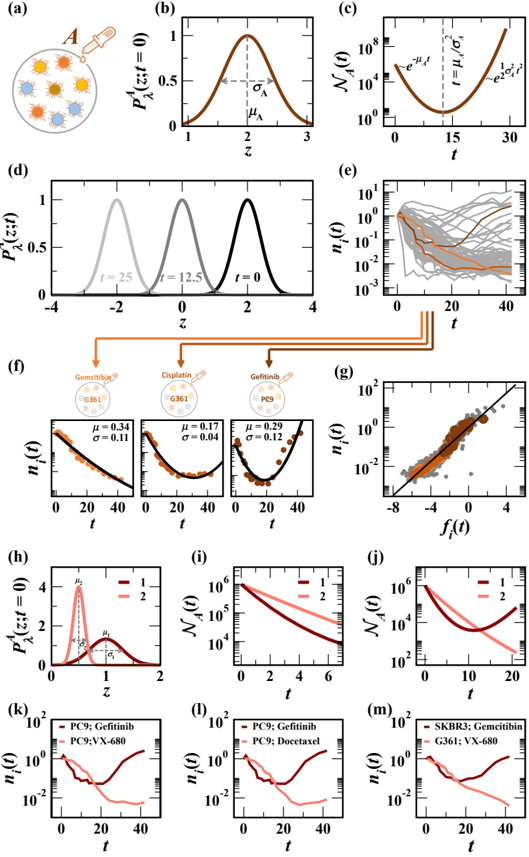 (a)
A
(b)
P_λ^A(z;t=0)
1
0.5
0
σ_A
μ_A
1 2 3
z
(c)
𝒩_A(t)
10^8
10^4
10^0
~e^{-μ_A t}
t = μ_A/σ_A^2
~e^{½σ_A^2 t^2}
0 15 30
t
(d)
P_λ^A(z;t)
1
0.5
0
t = 25
t = 12.5
t = 0
-4 -2 0 2 4
z
(e)
n_i(t)
10^1
10^0
10^-1
10^-2
10^-3
0 20 40
t
(f)
Gemcitibin
G361
Cisplatin
G361
Gefitinib
PC9
n_i(t)
μ = 0.34
σ = 0.11
μ = 0.17
σ = 0.04
μ = 0.29
σ = 0.12
0 20 40
t
0 20 40
t
0 20 40
t
(g)
n_i(t)
10^2
10^0
10^-2
-8 -4 0 4
f_i(t)
(h)
P_λ^A(z;t=0)
4
2
0
μ_2
σ_2
μ_1
σ_1
1
2
0 1 2
z
(i)
𝒩_A(t)
10^6
10^5
10^4
1
2
0 2 4 6
t
(j)
𝒩_A(t)
10^6
10^4
10^2
1
2
0 10 20
t
(k)
n_i(t)
10^2
10^0
10^-2
PC9; Gefitinib
PC9;VX-680
0 20 40
t
(l)
n_i(t)
10^2
10^0
10^-2
PC9; Gefitinib
PC9; Docetaxel
0 20 40
t
(m)
n_i(t)
10^2
10^0
10^-2
SKBR3; Gemcitibin
G361; VX-680
0 20 40
t